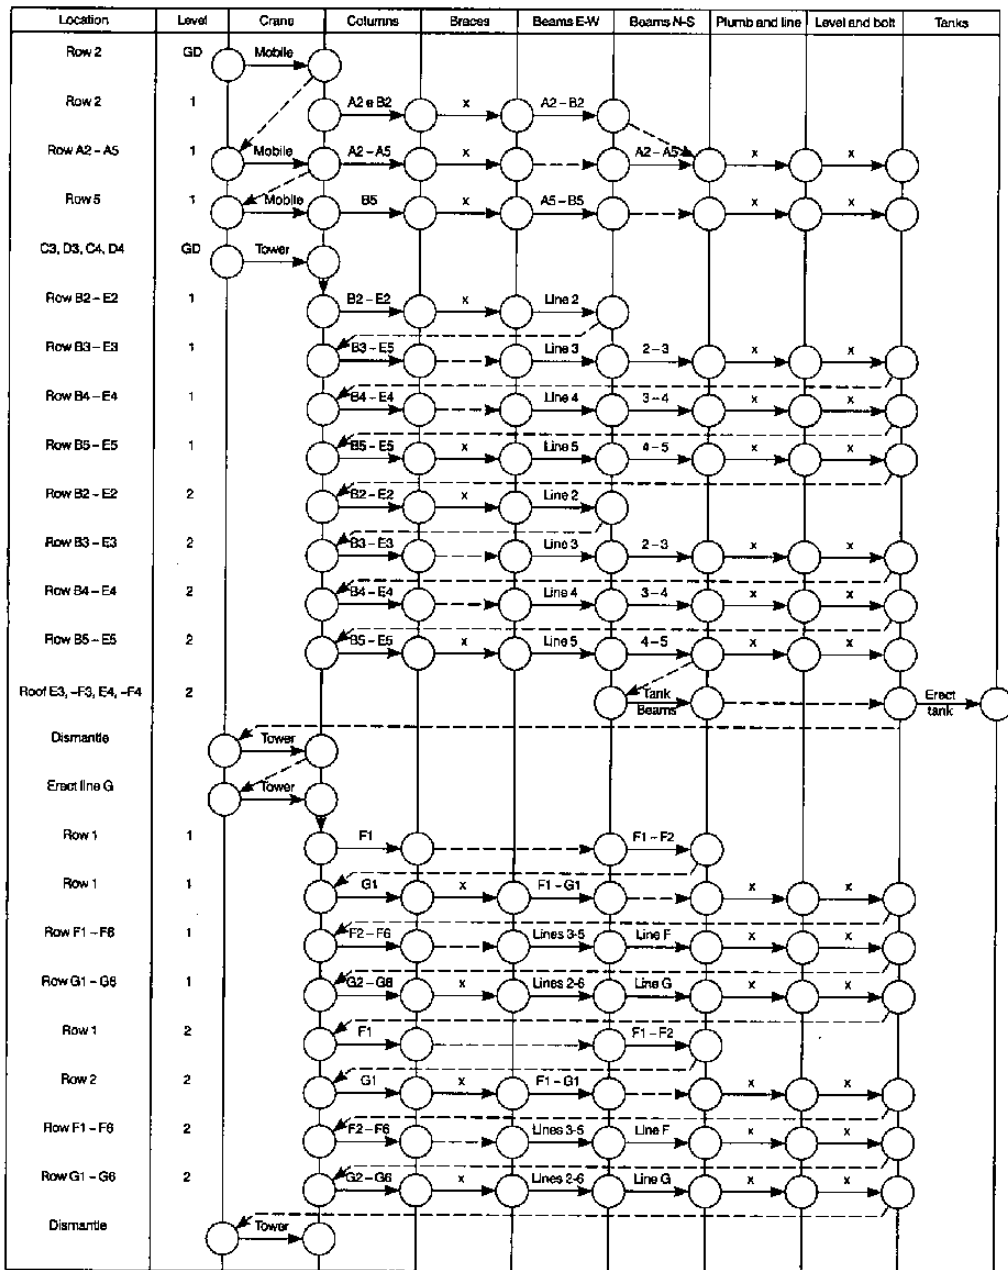 Location Level Crane Columns Braces Beams E-W Beams N-S Plumb and line Level and bolt Tanks
Row 2 GD Mobile
Row 2 1 A2 e B2 x A2 – B2
Row A2 – A5 1 Mobile A2 – A5 x A2 – A5 x x
Row 5 1 Mobile B5 x A5 – B5 x x
C3, D3, C4, D4 GD Tower
Row B2 – E2 1 B2 – E2 x Line 2
Row B3 – E3 1 B3 – E5 Line 3 2 – 3 x x
Row B4 – E4 1 B4 – E4 Line 4 3 – 4 x x
Row B5 – E5 1 B5 – E5 x Line 5 4 – 5 x x
Row B2 – E2 2 B2 – E2 x Line 2
Row B3 – E3 2 B3 – E3 Line 3 2 – 3 x x
Row B4 – E4 2 B4 – E4 Line 4 3 – 4 x x
Row B5 – E5 2 B5 – E5 x Line 5 4 – 5 x x
Roof E3, –F3, E4, –F4 2 Tank Beams Erect tank
Dismantle Tower
Erect line G Tower
Row 1 1 F1 F1 – F2
Row 1 1 G1 x F1 – G1 x x
Row F1 – F6 1 F2 – F6 Lines 3-5 Line F x x
Row G1 – G6 1 G2 – G6 x Lines 2-6 Line G x x
Row 1 2 F1 F1 – F2
Row 2 2 G1 x F1 – G1 x x
Row F1 – F6 2 F2 – F6 Lines 3-5 Line F x x
Row G1 – G6 2 G2 – G6 x Lines 2-6 Line G x x
Dismantle Tower